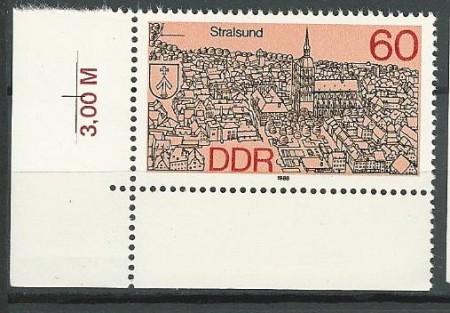 Stralsund
60
3,00 M
DDR
1988